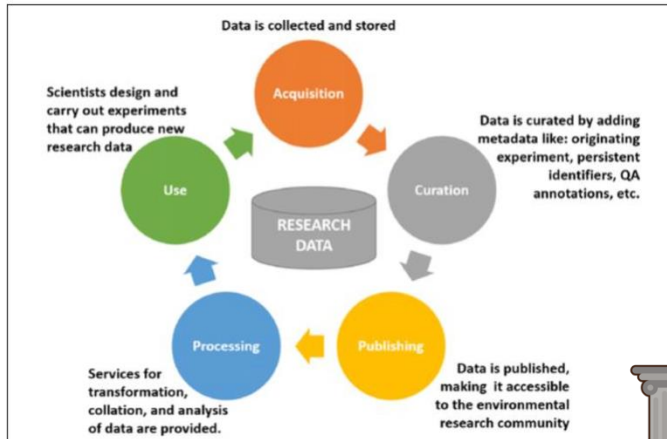 Data is collected and stored
Acquisition
Scientists design and
carry out experiments
that can produce new
research data
Data is curated by adding
metadata like: originating
experiment, persistent
identifiers, QA
annotations, etc.
Use
Curation
RESEARCH
DATA
Processing
Publishing
Services for
transformation,
collation, and analysis
of data are provided.
Data is published,
making it accessible
to the environmental
research community